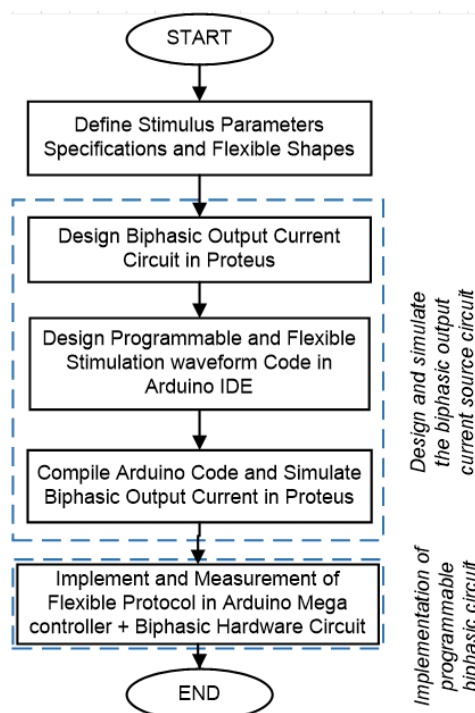 START
Define Stimulus Parameters
Specifications and Flexible Shapes
Design Biphasic Output Current
Circuit in Proteus
Design Programmable and Flexible
Stimulation waveform Code in
Arduino IDE
Compile Arduino Code and Simulate
Biphasic Output Current in Proteus
Design and simulate
the biphasic output
current source circuit
Implement and Measurement of
Flexible Protocol in Arduino Mega
controller + Biphasic Hardware Circuit
Implementation of
programmable
biphasic circuit
END